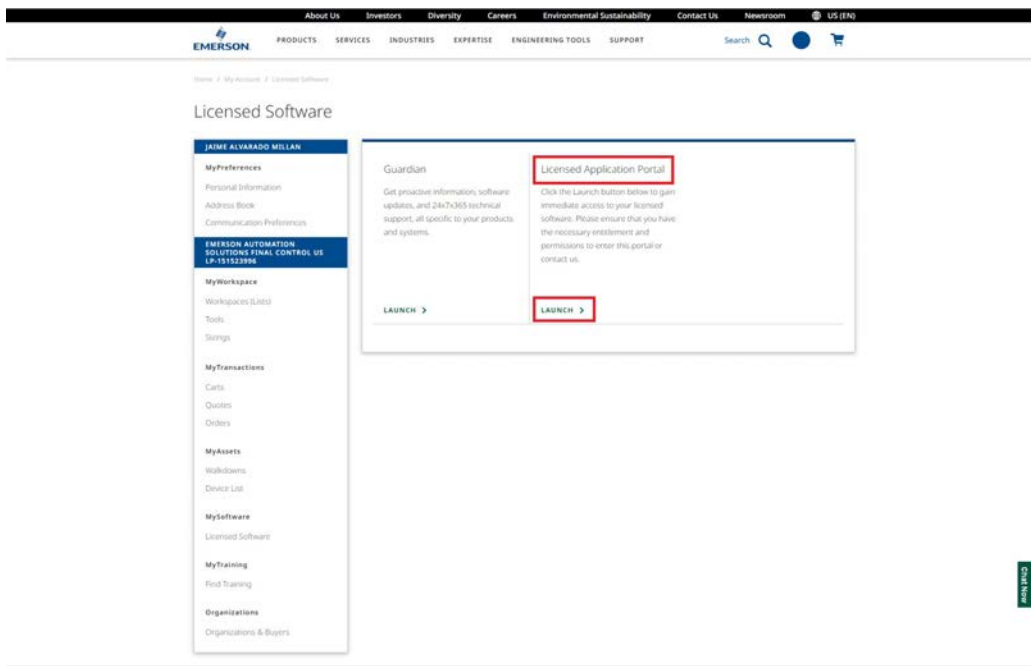 About Us Investors Diversity Careers Environmental Sustainability Contact Us Newsroom US (EN)
EMERSON PRODUCTS SERVICES INDUSTRIES EXPERTISE ENGINEERING TOOLS SUPPORT Search
Home / My Account / Licensed Software
Licensed Software
JAIME ALVARADO MILLAN
MyPreferences
Personal Information
Address Book
Communication Preferences
EMERSON AUTOMATION
SOLUTIONS FINAL CONTROL US
LP-151523996
MyWorkspace
Workspaces (Lists)
Tools
Sizings
MyTransactions
Carts
Quotes
Orders
MyAssets
Walkdowns
Device List
MySoftware
Licensed Software
MyTraining
Find Training
Organizations
Organizations & Buyers
Guardian
Get proactive information, software
updates, and 24x7x365 technical
support, all specific to your products
and systems.
LAUNCH >
Licensed Application Portal
Click the Launch button below to gain
immediate access to your licensed
software. Please ensure that you have
the necessary entitlement and
permissions to enter this portal or
contact us.
LAUNCH >
Chat Now